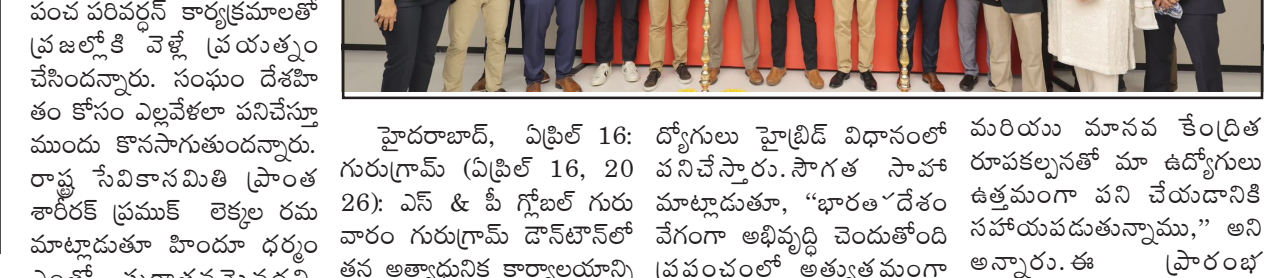 పంచ పరివర్తన్ కార్యక్రమాలతో
ప్రజల్లోకి వెళ్లే ప్రయత్నం
చేసిందన్నారు. సంఘం దేశహి
తం కోసం ఎల్లవేళలా పనిచేస్తూ
ముందు కొనసాగుతుందన్నారు.
రాష్ట్ర సేవికానమితి ప్రాంత
శారీరక్ ప్రముక్ లెక్కల రమ
మాట్లాడుతూ హిందూ ధర్మం
హైదరాబాద్, ఏప్రిల్ 16:
గురుగ్రామ్ (ఏప్రిల్ 16, 20
26): ఎస్ & పీ గ్లోబల్ గురు
వారం గురుగ్రామ్ డౌన్‌టౌన్‌లో
తన అత్యాధునిక కార్యాలయాన్ని
ద్యోగులు హైబ్రిడ్ విధానంలో
పనిచేస్తారు. సౌగత సాహా
మాట్లాడుతూ, “భారత దేశం
వేగంగా అభివృద్ధి చెందుతోంది
ప్రపంచంలో అత్యుత్తమంగా
మరియు మానవ కేంద్రిత
రూపకల్పనతో మా ఉద్యోగులు
ఉత్తమంగా పని చేయడానికి
సహాయపడుతున్నాము,” అని
అన్నారు. ఈ ప్రారంభ